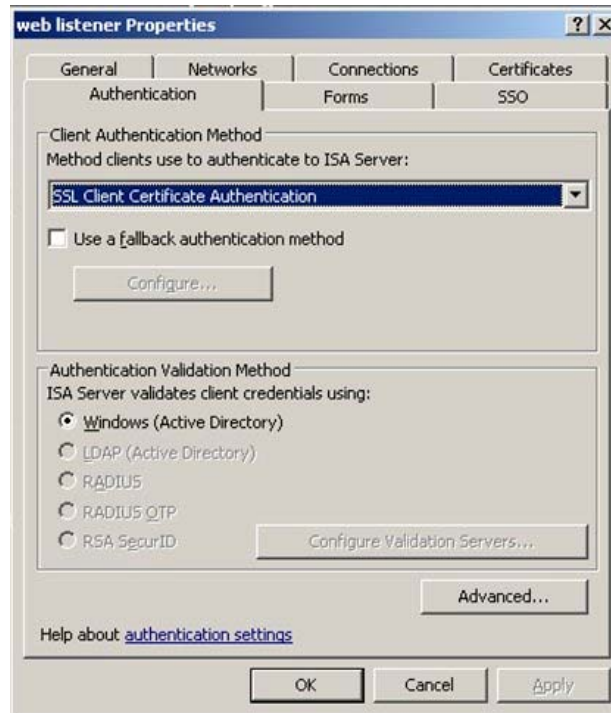 web listener Properties
General Networks Connections Certificates
Authentication Forms SSO
Client Authentication Method
Method clients use to authenticate to ISA Server:
SSL Client Certificate Authentication
Use a fallback authentication method
Configure...
Authentication Validation Method
ISA Server validates client credentials using:
Windows (Active Directory)
LDAP (Active Directory)
RADIUS
RADIUS OTP
RSA SecurID Configure Validation Servers...
Advanced...
Help about authentication settings
OK Cancel Apply